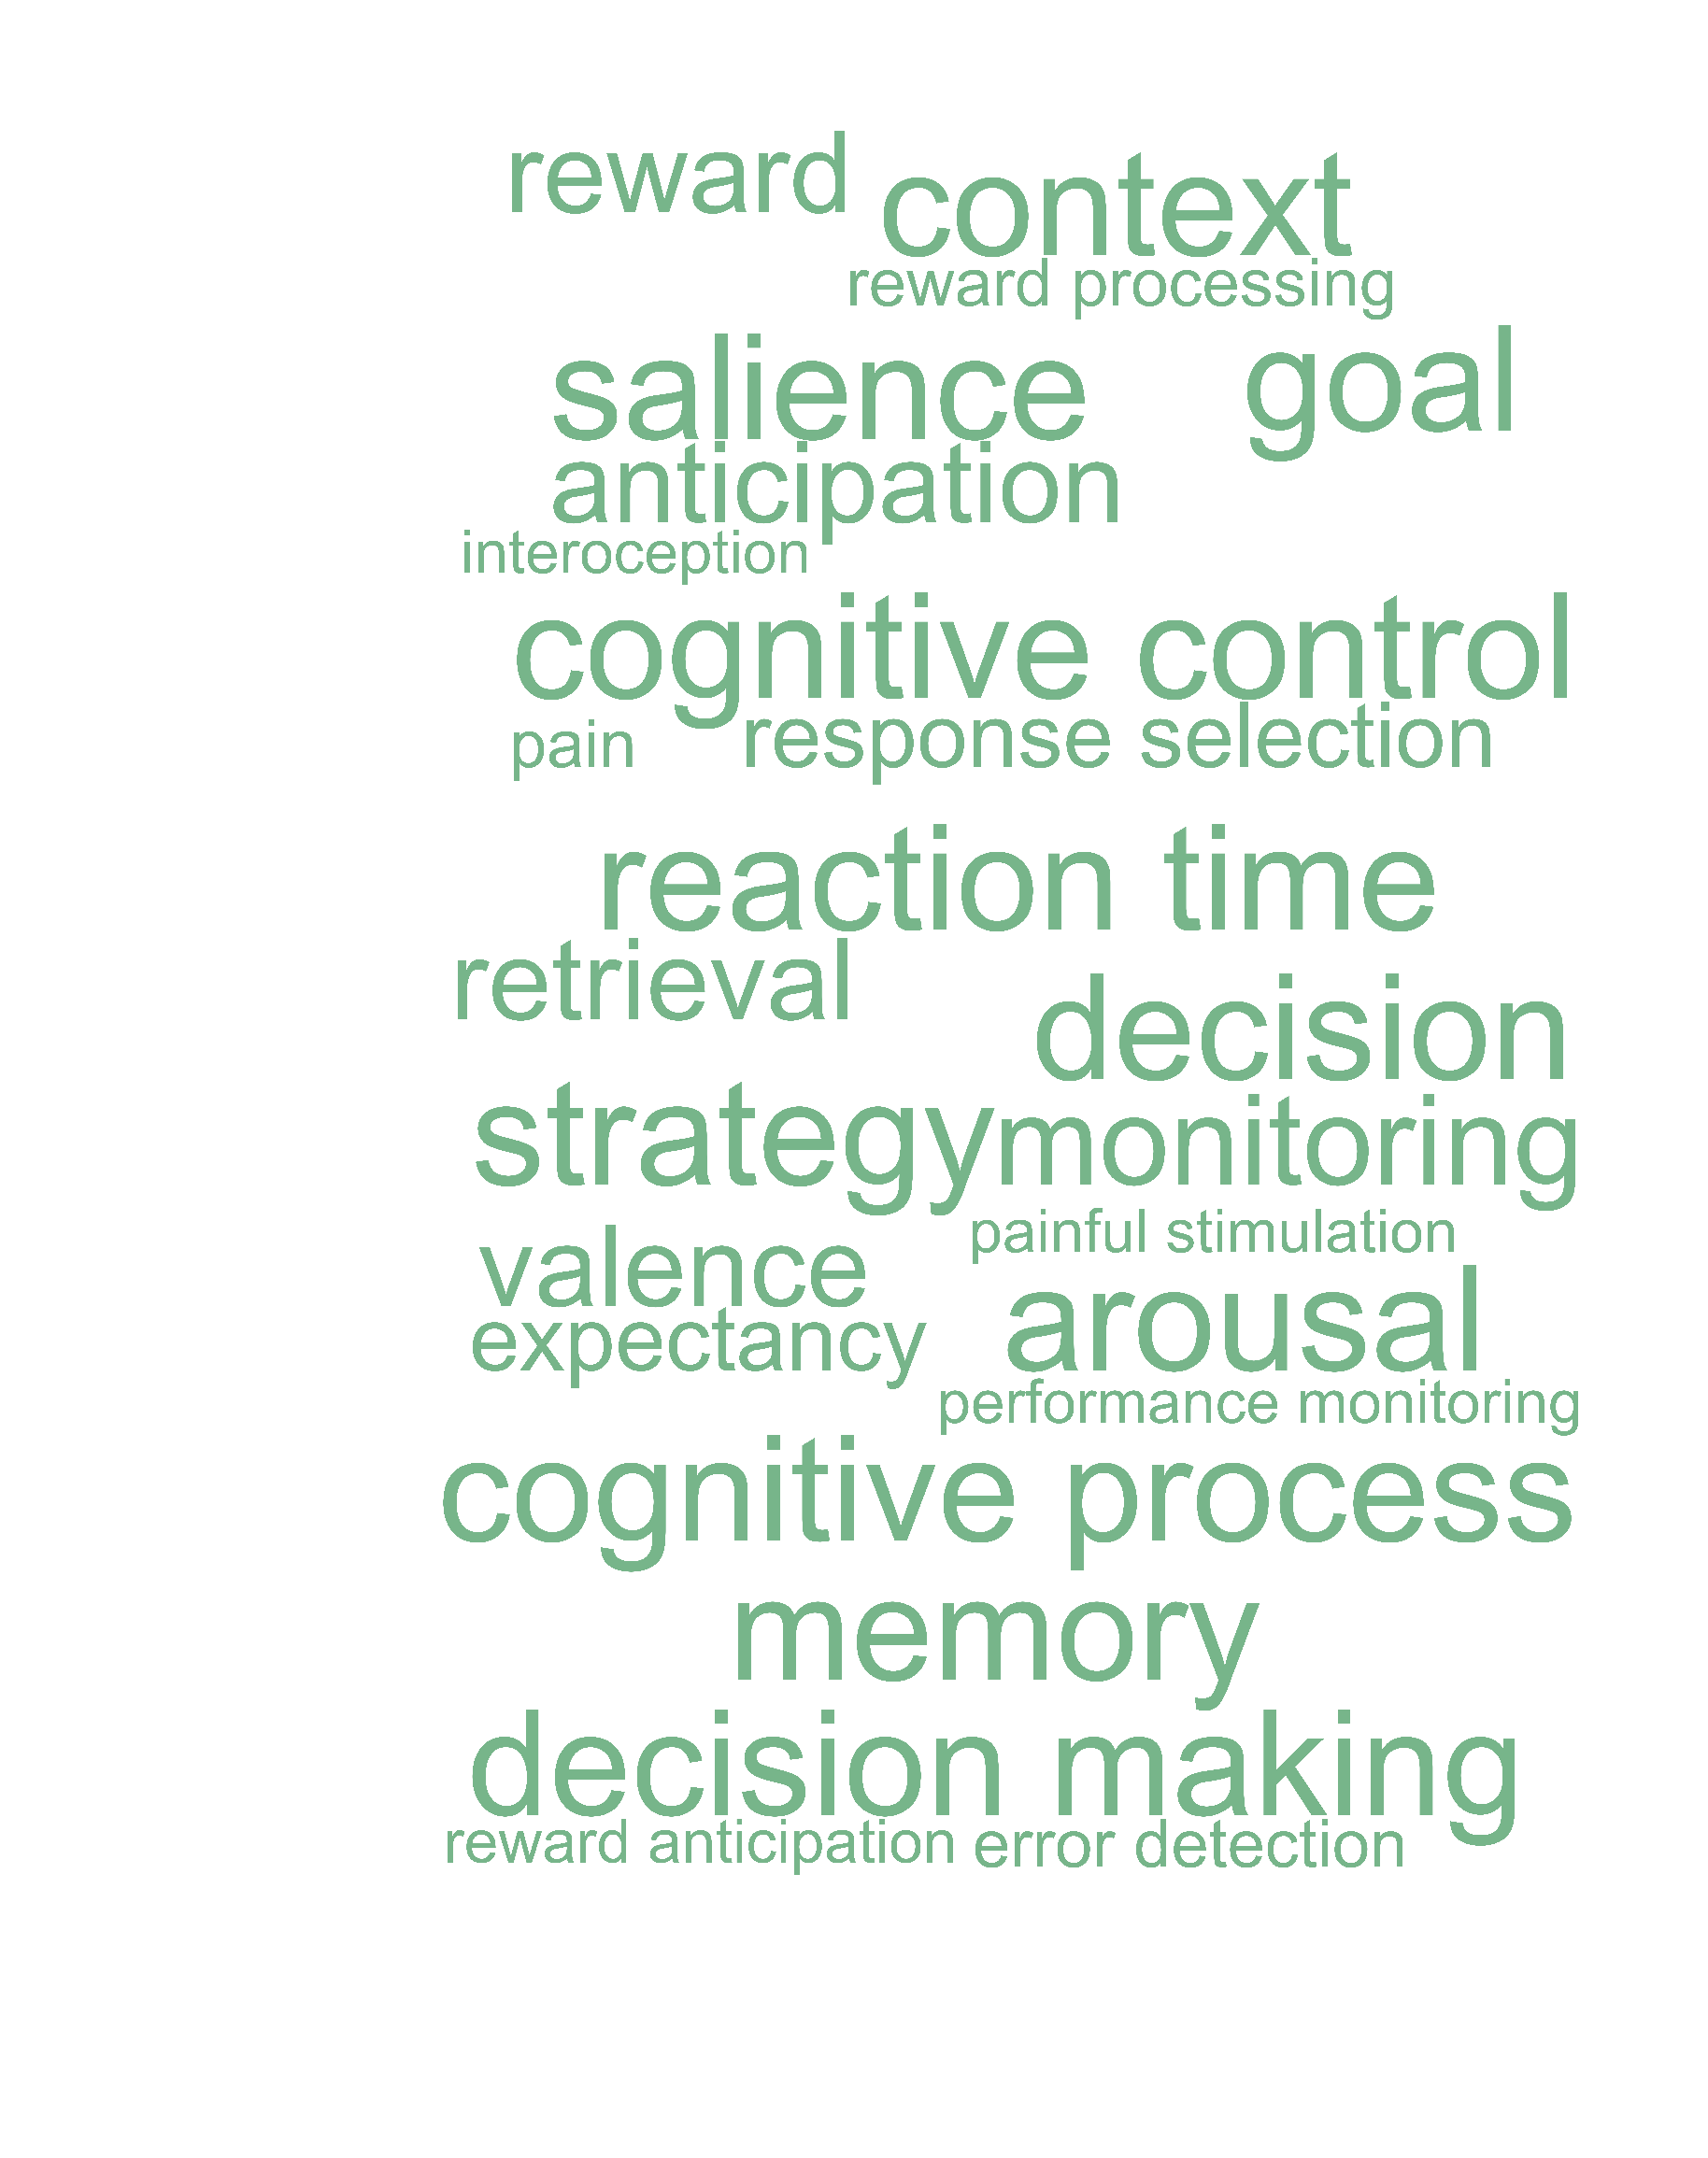 reward context
reward processing
salience goal
anticipation
interoception
cognitive control
pain response selection
reaction time
retrieval
decision
strategy monitoring
painful stimulation
valence
arousal
expectancy
performance monitoring
cognitive process
memory
decision making
reward anticipation error detection